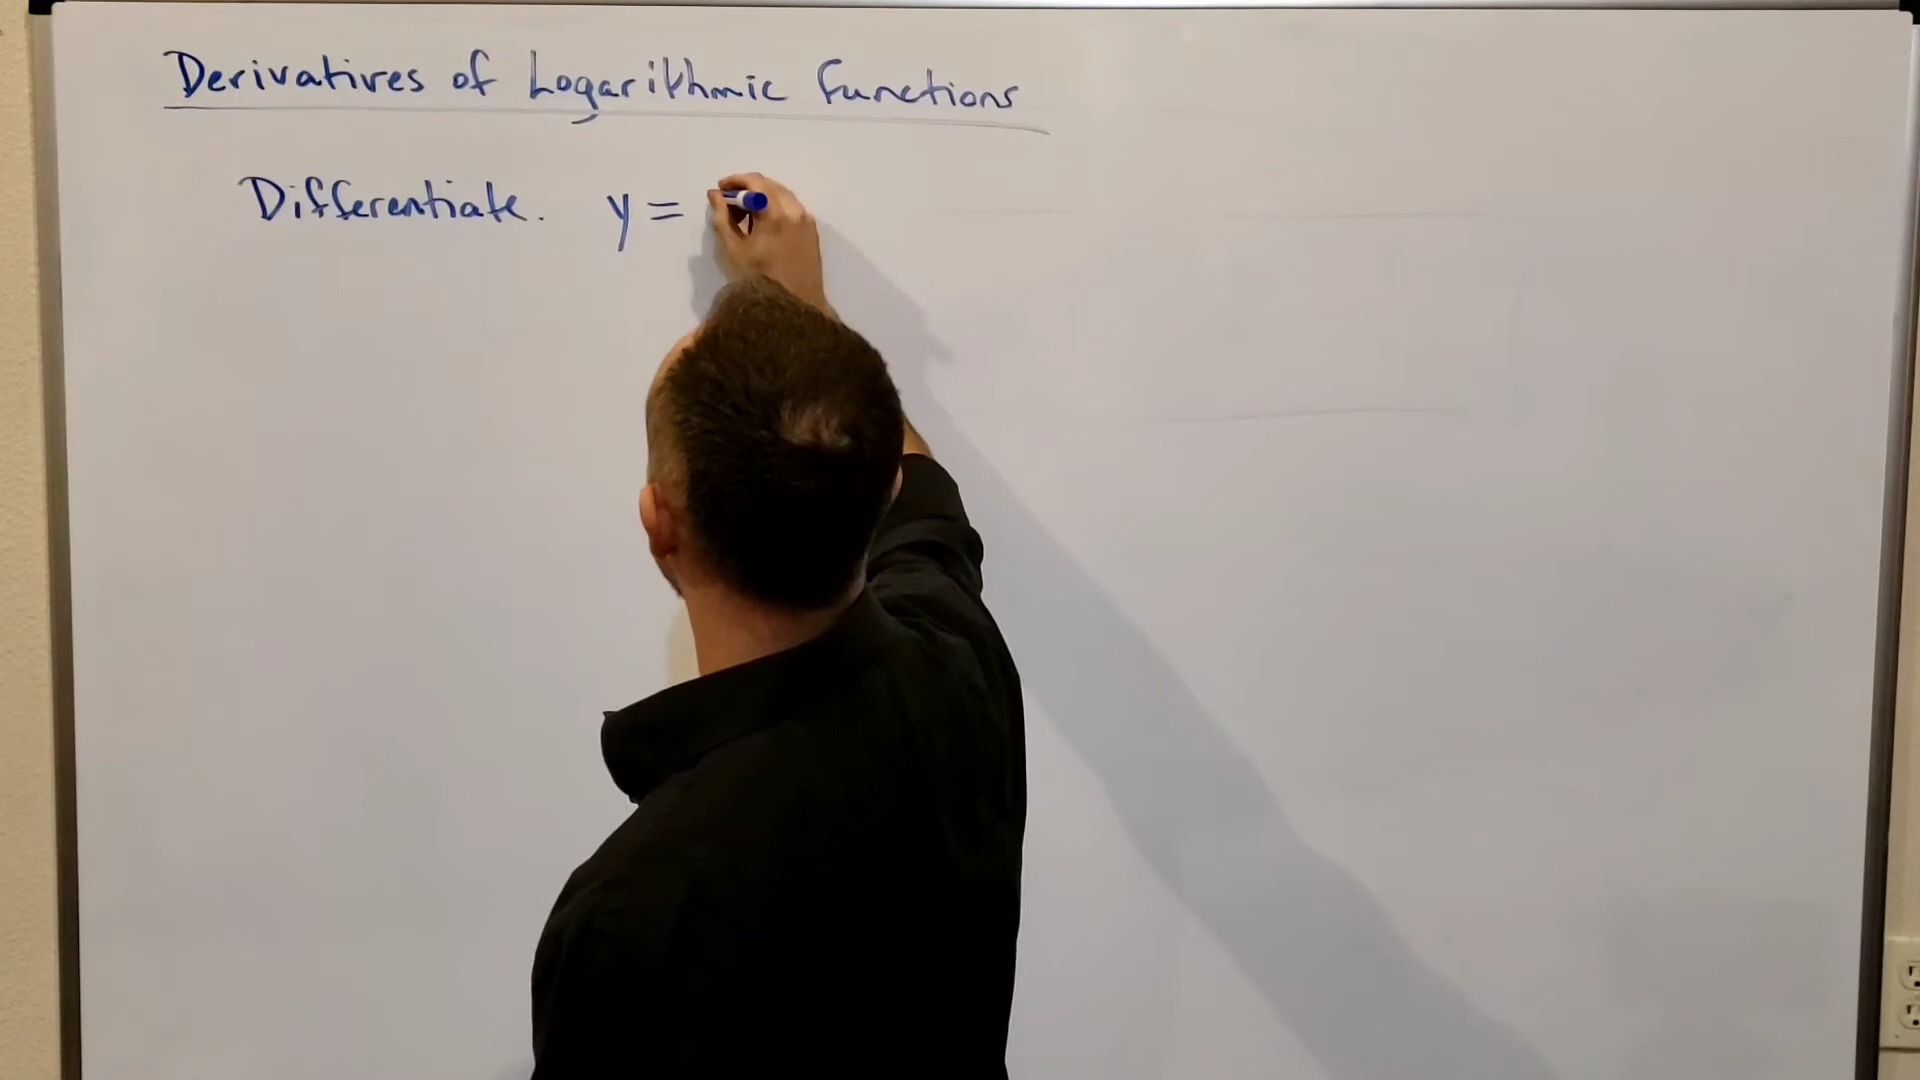 Derivatives of Logarithmic Functions
Differentiate. y =